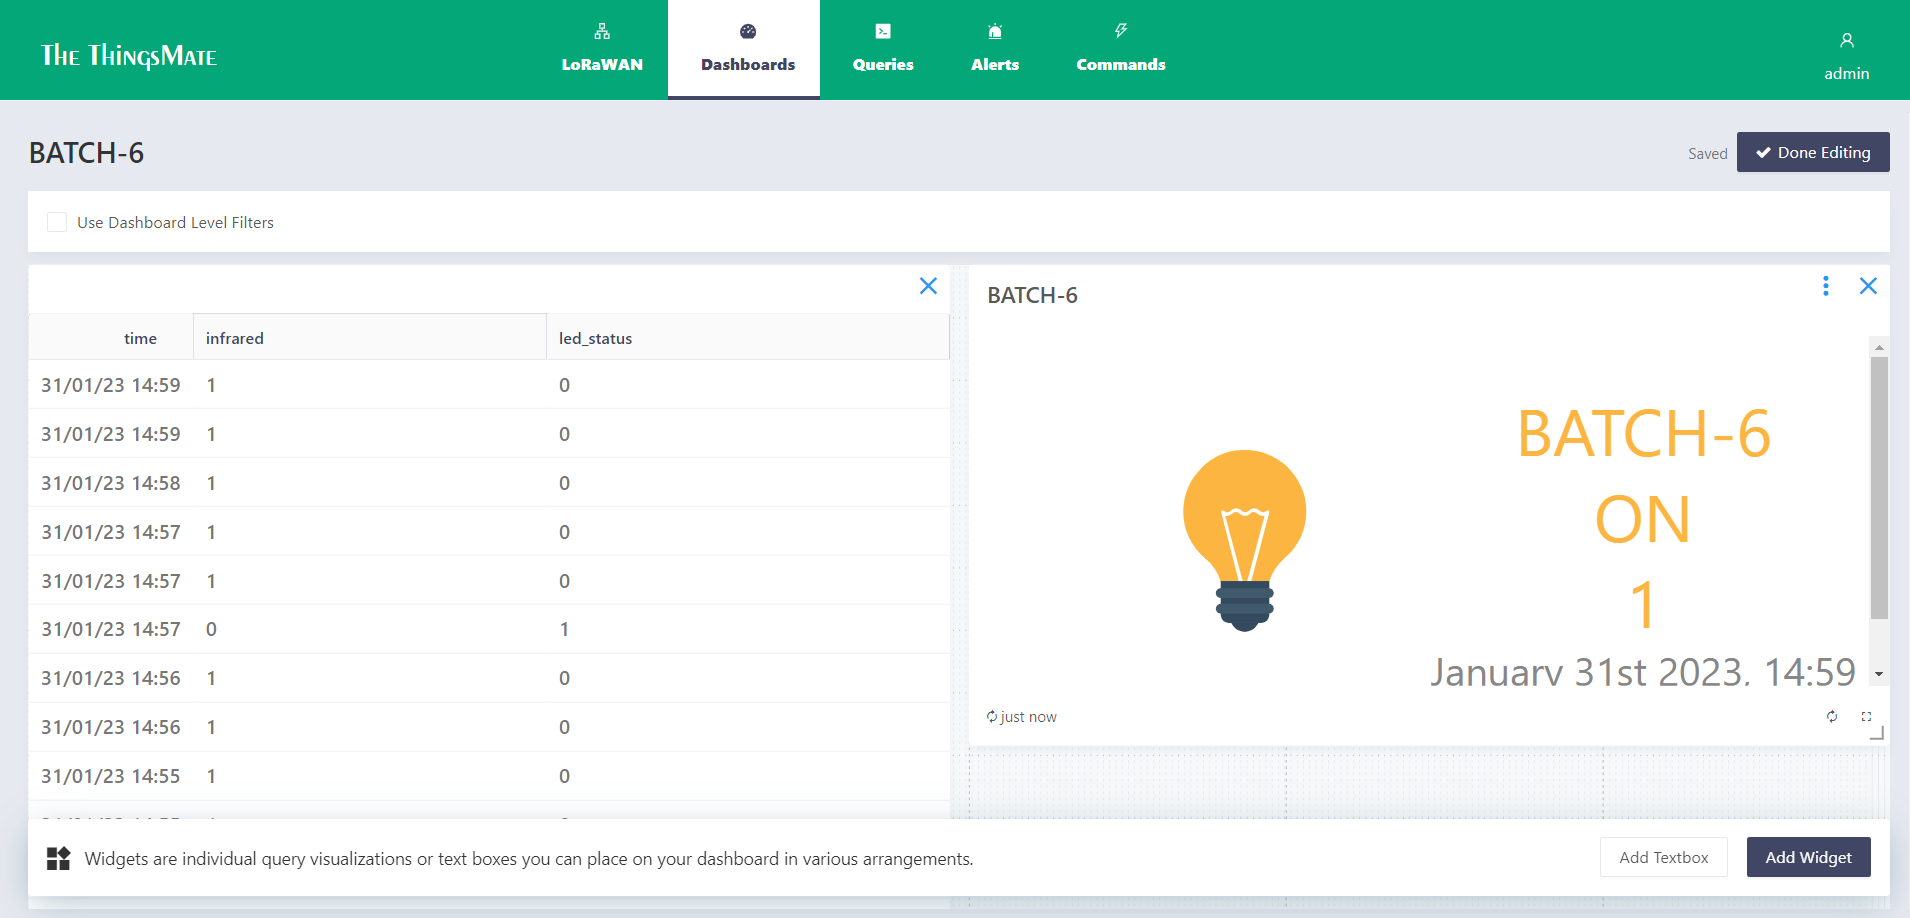 The ThingsMate
LoRaWAN
Dashboards
Queries
Alerts
Commands
admin
BATCH-6
Saved
Done Editing
Use Dashboard Level Filters
time infrared led_status
31/01/23 14:59 1 0
31/01/23 14:59 1 0
31/01/23 14:58 1 0
31/01/23 14:57 1 0
31/01/23 14:57 1 0
31/01/23 14:57 0 1
31/01/23 14:56 1 0
31/01/23 14:56 1 0
31/01/23 14:55 1 0
BATCH-6
BATCH-6
ON
1
January 31st 2023, 14:59
just now
Widgets are individual query visualizations or text boxes you can place on your dashboard in various arrangements.
Add Textbox
Add Widget